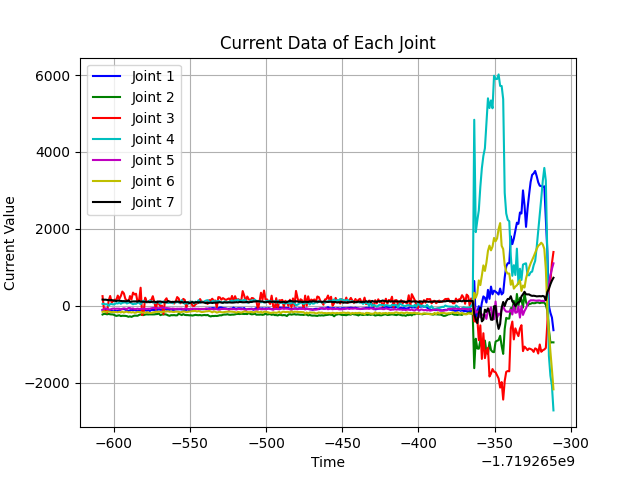 Current Data of Each Joint
Joint 1
Joint 2
Joint 3
Joint 4
Joint 5
Joint 6
Joint 7
Current Value
6000
4000
2000
0
−2000
−600
−550
−500
−450
−400
−350
−300
Time
−1.719265e9